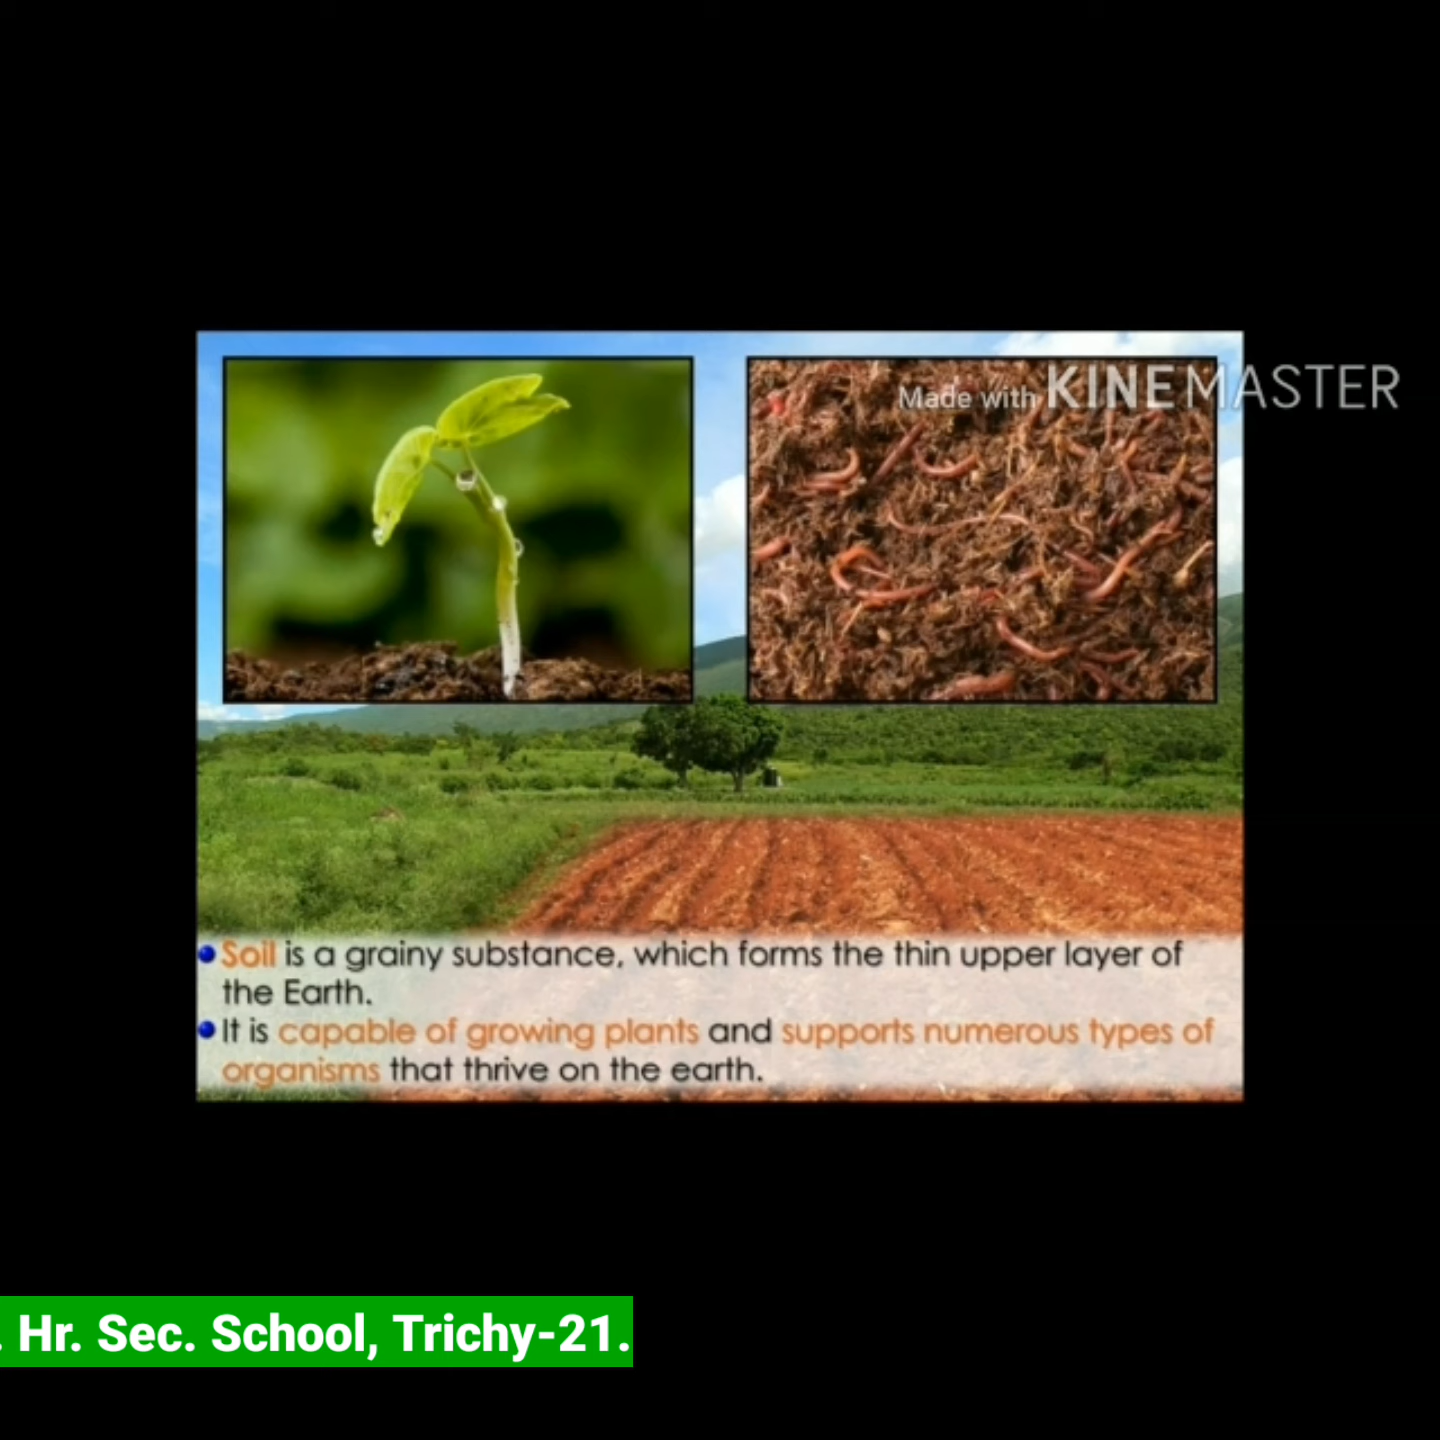 Made with KINEMASTER
Soil is a grainy substance, which forms the thin upper layer of
the Earth.
It is capable of growing plants and supports numerous types of
organisms that thrive on the earth.
. Hr. Sec. School, Trichy-21.